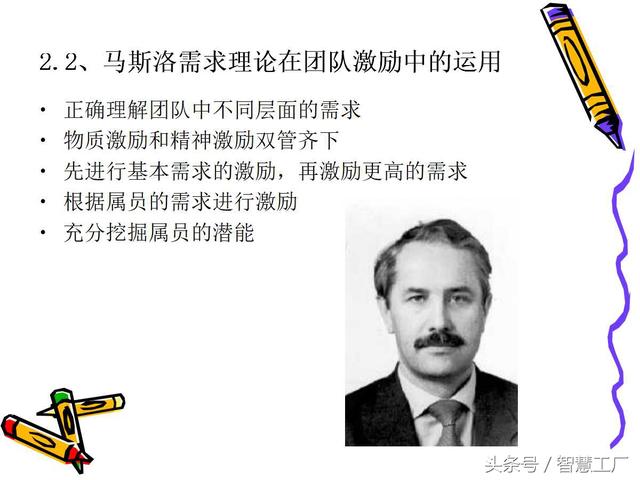 2.2、马斯洛需求理论在团队激励中的运用
• 正确理解团队中不同层面的需求
• 物质激励和精神激励双管齐下
• 先进行基本需求的激励，再激励更高的需求
• 根据属员的需求进行激励
• 充分挖掘属员的潜能
头条号 / 智慧工厂